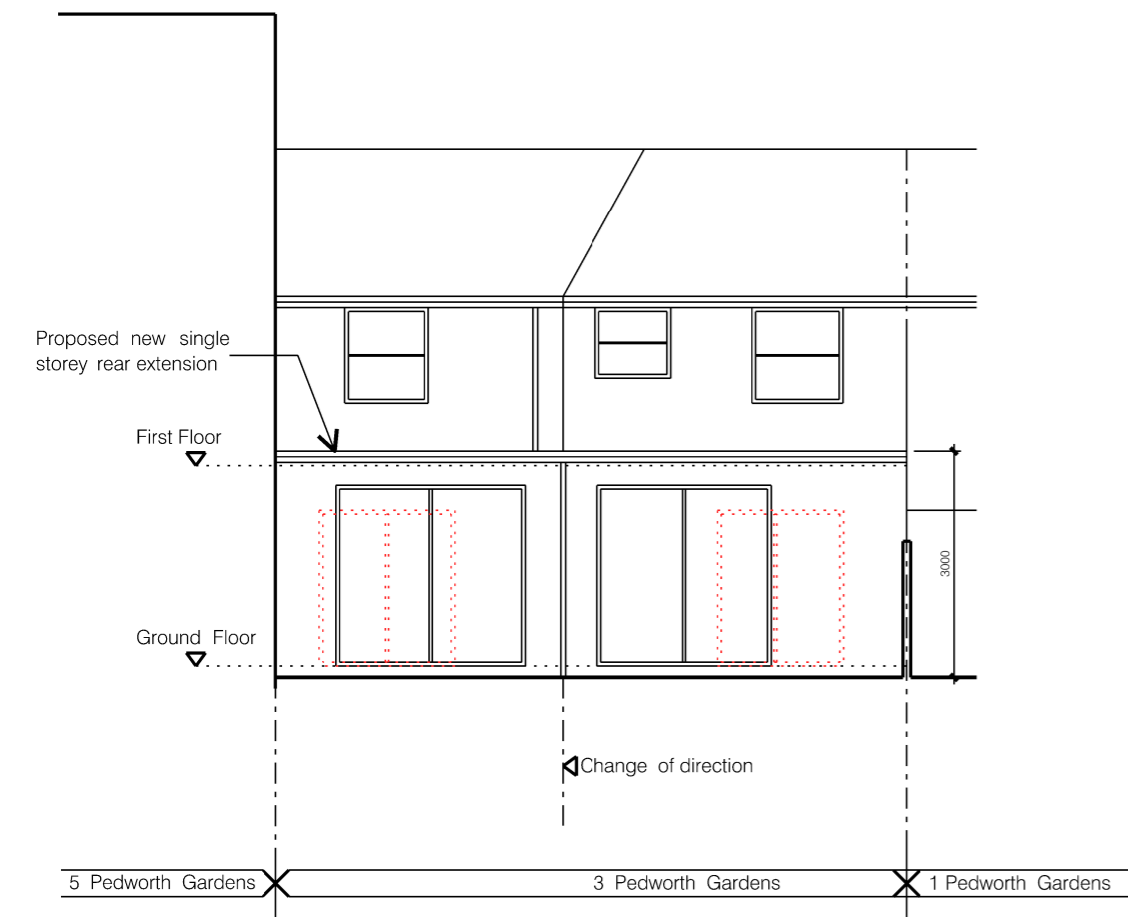 Proposed new single
storey rear extension
First Floor
Ground Floor
3000
Change of direction
5 Pedworth Gardens
3 Pedworth Gardens
1 Pedworth Gardens